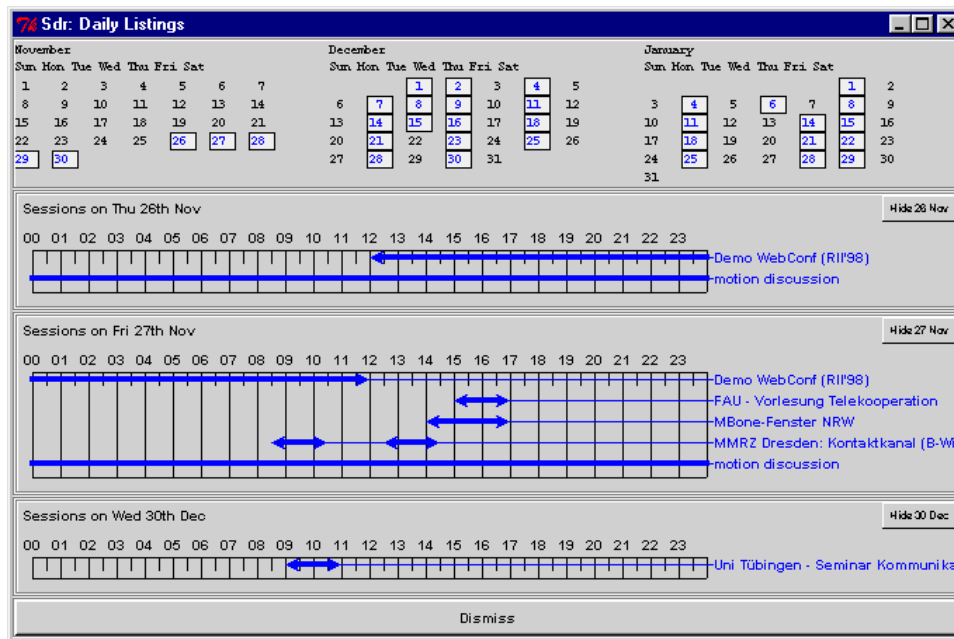 Sdr: Daily Listings
November December January
Sun Mon Tue Wed Thu Fri Sat Sun Mon Tue Wed Thu Fri Sat Sun Mon Tue Wed Thu Fri Sat
1 2 3 4 5 6 7 1 2 3 4 5 1 2
8 9 10 11 12 13 14 6 7 8 9 10 11 12 3 4 5 6 7 8 9
15 16 17 18 19 20 21 13 14 15 16 17 18 19 10 11 12 13 14 15 16
22 23 24 25 26 27 28 20 21 22 23 24 25 26 17 18 19 20 21 22 23
29 30 27 28 29 30 31 24 25 26 27 28 29 30
31
Sessions on Thu 26th Nov Hide 26 Nov
00 01 02 03 04 05 06 07 08 09 10 11 12 13 14 15 16 17 18 19 20 21 22 23
Demo WebConf (RII'98)
motion discussion
Sessions on Fri 27th Nov Hide 27 Nov
00 01 02 03 04 05 06 07 08 09 10 11 12 13 14 15 16 17 18 19 20 21 22 23
Demo WebConf (RII'98)
FAU - Vorlesung Telekooperation
MBone-Fenster NRW
MMRZ Dresden: Kontaktkanal (B-Wi
motion discussion
Sessions on Wed 30th Dec Hide 30 Dec
00 01 02 03 04 05 06 07 08 09 10 11 12 13 14 15 16 17 18 19 20 21 22 23
Uni Tübingen - Seminar Kommunika
Dismiss